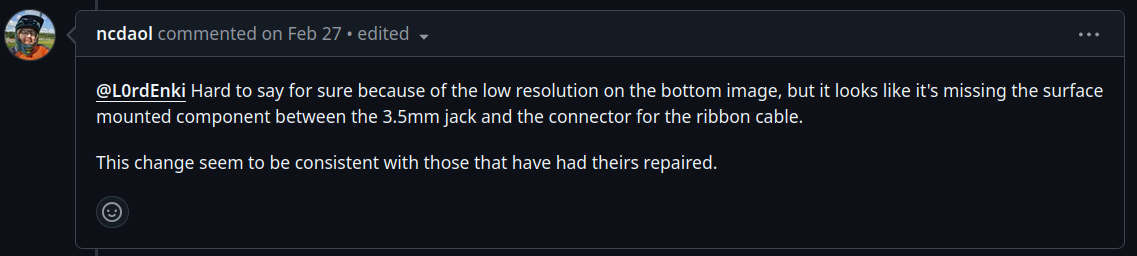 ncdaol commented on Feb 27 • edited
@L0rdEnki Hard to say for sure because of the low resolution on the bottom image, but it looks like it's missing the surface
mounted component between the 3.5mm jack and the connector for the ribbon cable.
This change seem to be consistent with those that have had theirs repaired.